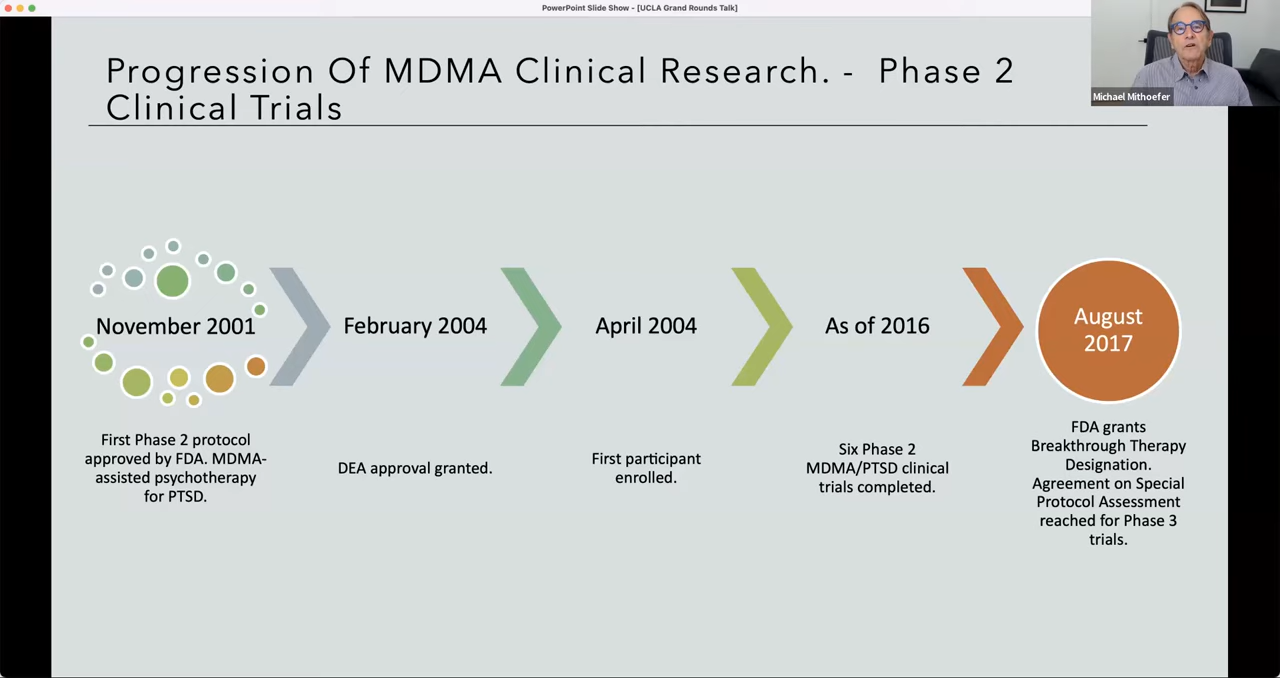 PowerPoint Slide Show - [UCLA Grand Rounds Talk]
Progression Of MDMA Clinical Research. - Phase 2
Clinical Trials
Michael Mithoefer
November 2001
First Phase 2 protocol
approved by FDA. MDMA-
assisted psychotherapy
for PTSD.
February 2004
DEA approval granted.
April 2004
First participant
enrolled.
As of 2016
Six Phase 2
MDMA/PTSD clinical
trials completed.
August
2017
FDA grants
Breakthrough Therapy
Designation.
Agreement on Special
Protocol Assessment
reached for Phase 3
trials.